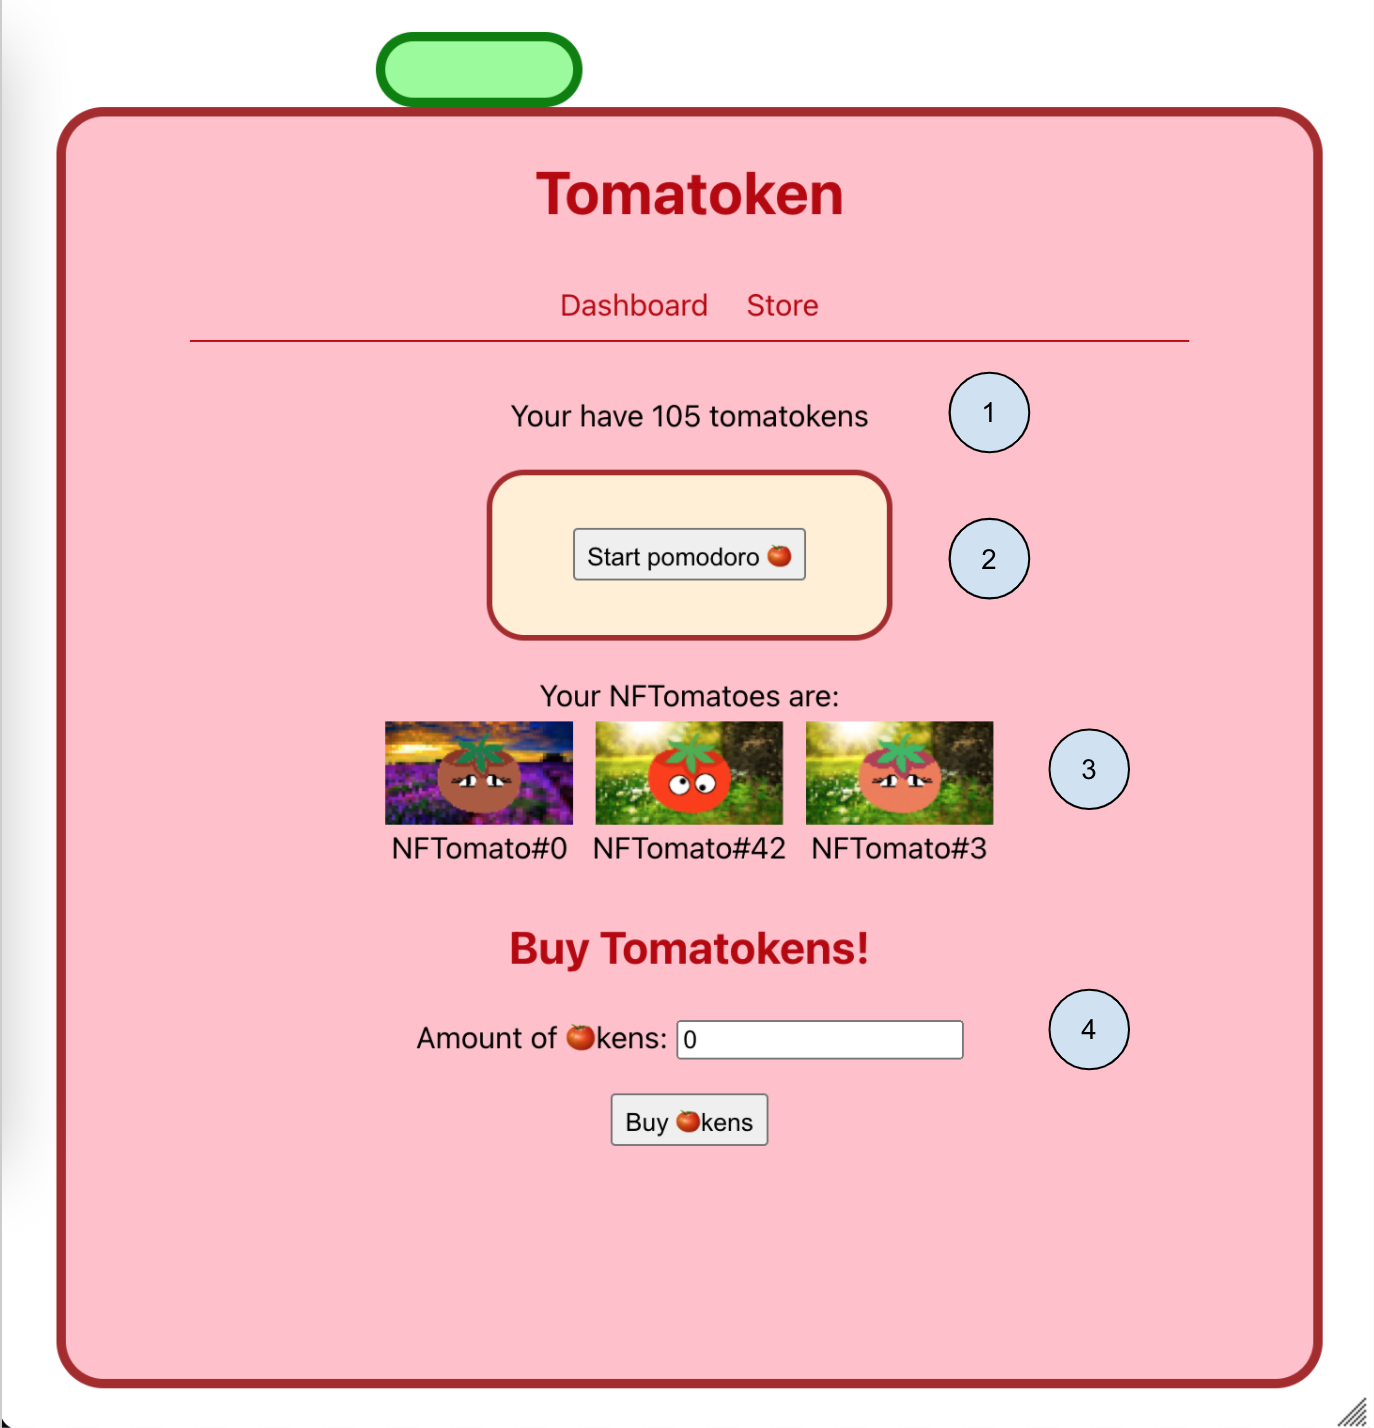 Tomatoken
Dashboard Store
Your have 105 tomatokens
1
Start pomodoro 🍅
2
Your NFTomatoes are:
3
NFTomato#0 NFTomato#42 NFTomato#3
Buy Tomatokens!
Amount of 🍅kens: 0
4
Buy 🍅kens